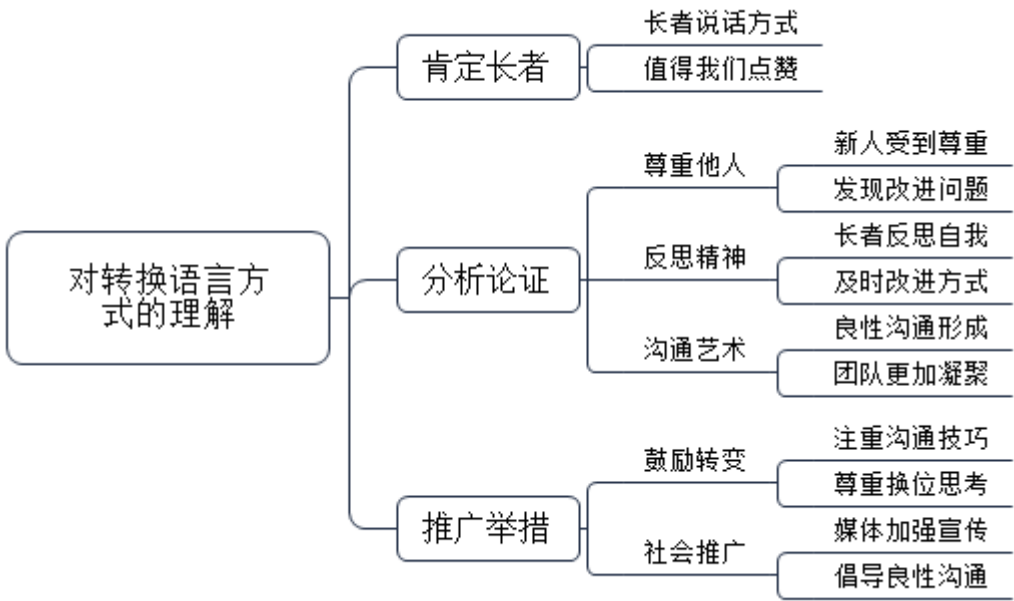 对转换语言方
式的理解
肯定长者
长者说话方式
值得我们点赞
分析论证
尊重他人
新人受到尊重
发现改进问题
反思精神
长者反思自我
及时改进方式
沟通艺术
良性沟通形成
团队更加凝聚
推广举措
鼓励转变
注重沟通技巧
尊重换位思考
社会推广
媒体加强宣传
倡导良性沟通